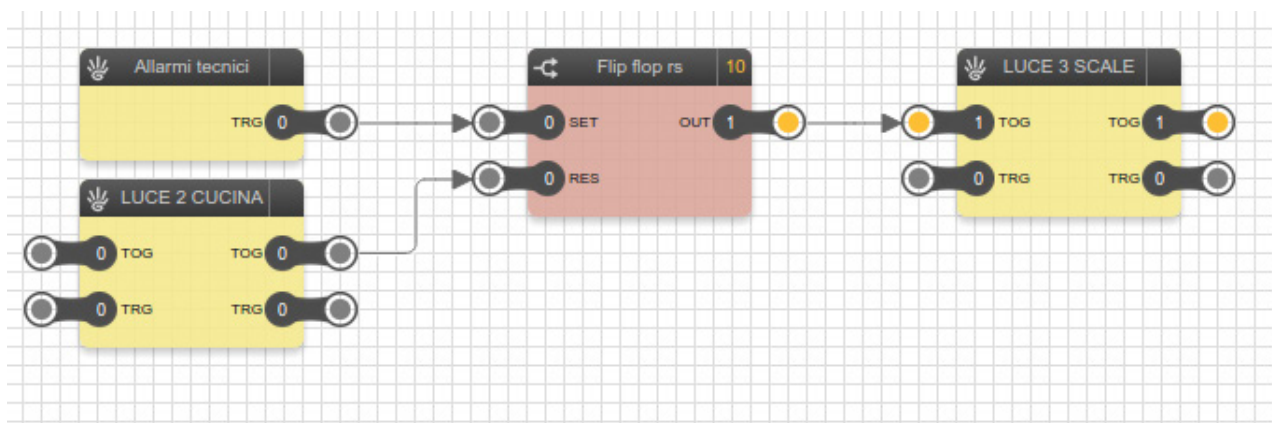 Allarmi tecnici
TRG 0
LUCE 2 CUCINA
0 TOG TOG 0
0 TRG TRG 0
Flip flop rs 10
0 SET OUT 1
0 RES
LUCE 3 SCALE
1 TOG TOG 1
0 TRG TRG 0